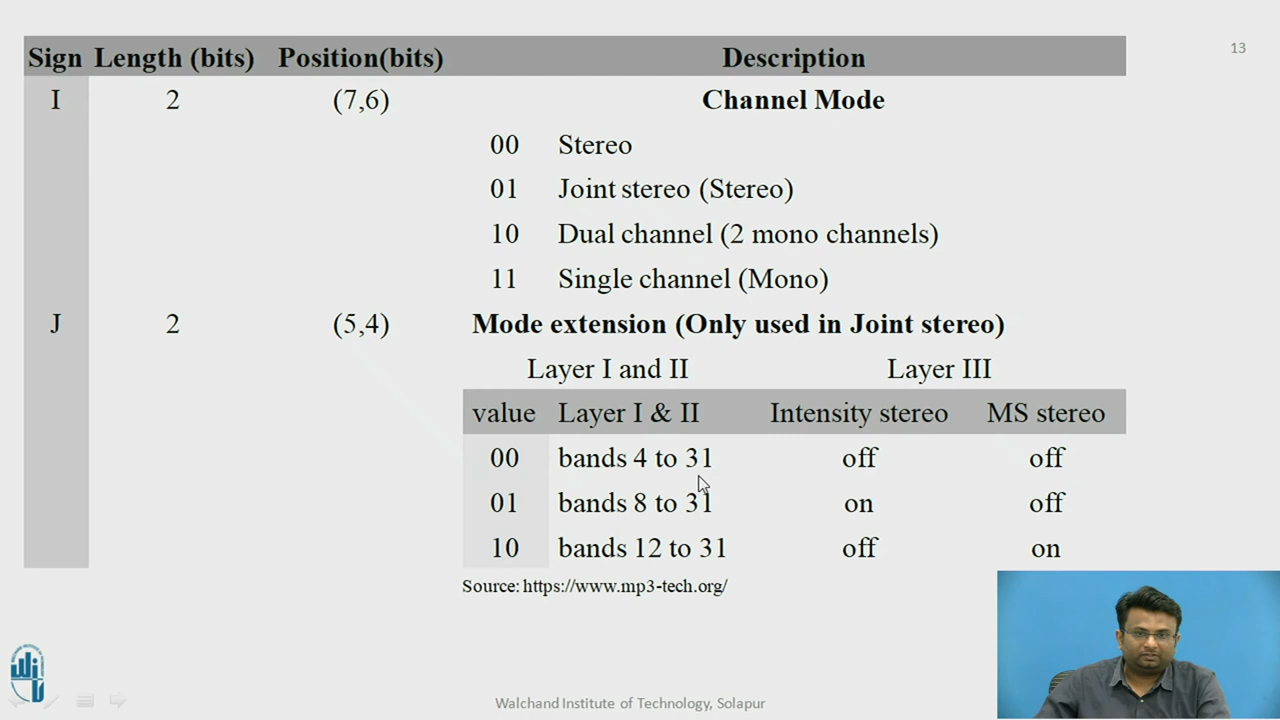 13
Sign Length (bits) Position(bits) Description
I 2 (7,6) Channel Mode
00 Stereo
01 Joint stereo (Stereo)
10 Dual channel (2 mono channels)
11 Single channel (Mono)
J 2 (5,4) Mode extension (Only used in Joint stereo)
Layer I and II Layer III
value Layer I & II Intensity stereo MS stereo
00 bands 4 to 31 off off
01 bands 8 to 31 on off
10 bands 12 to 31 off on
Source: https://www.mp3-tech.org/
Walchand Institute of Technology, Solapur